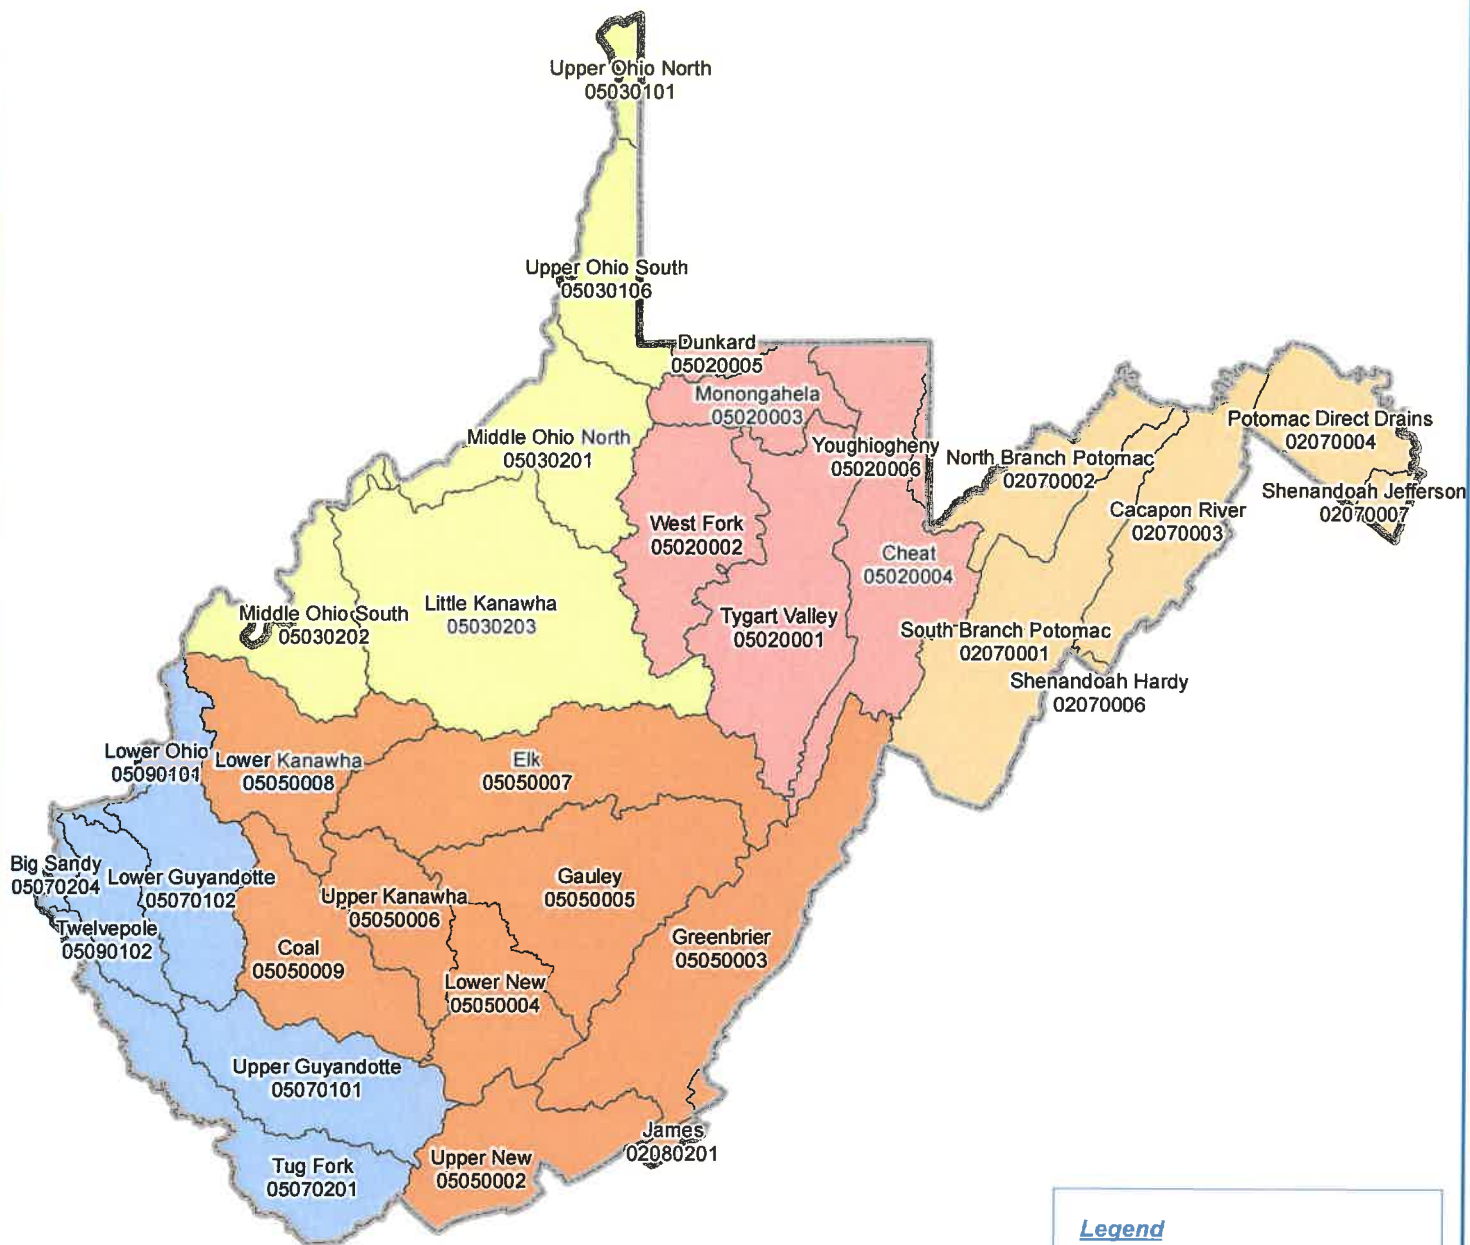 Upper Ohio North
05030101
Upper Ohio South
05030106
Dunkard
05020005
Monongahela
05020003
Middle Ohio North
05030201
Youghiogheny
05020006
North Branch Potomac
02070002
Potomac Direct Drains
02070004
Shenandoah Jefferson
02070007
Cacapon River
02070003
West Fork
05020002
Cheat
05020004
Little Kanawha
05030203
Middle Ohio South
05030202
Tygart Valley
05020001
South Branch Potomac
02070001
Shenandoah Hardy
02070006
Lower Ohio
05090101
Lower Kanawha
05050008
Elk
05050007
Big Sandy
05070204
Lower Guyandotte
05070102
Upper Kanawha
05050006
Gauley
05050005
Twelvepole
05090102
Coal
05050009
Greenbrier
05050003
Lower New
05050004
Upper Guyandotte
05070101
James
02080201
Tug Fork
05070201
Upper New
05050002
Legend